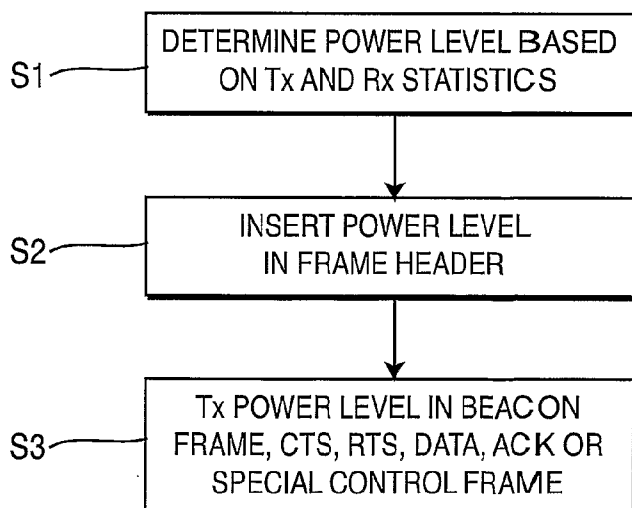 S1
DETERMINE POWER LEVEL BASED
ON Tx AND Rx STATISTICS
S2
INSERT POWER LEVEL
IN FRAME HEADER
S3
Tx POWER LEVEL IN BEACON
FRAME, CTS, RTS, DATA, ACK OR
SPECIAL CONTROL FRAME